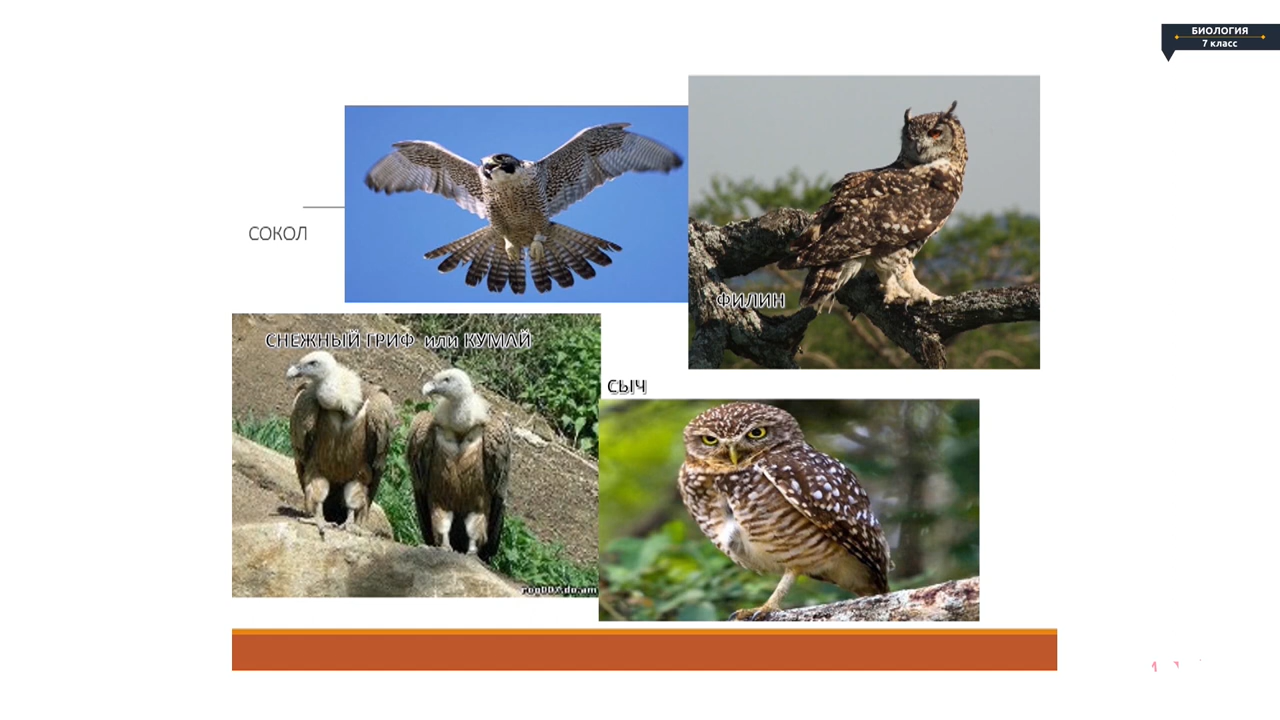 БИОЛОГИЯ
7 класс
СОКОЛ
ФИЛИН
СНЕЖНЫЙ ГРИФ или КУМАЙ
СЫЧ